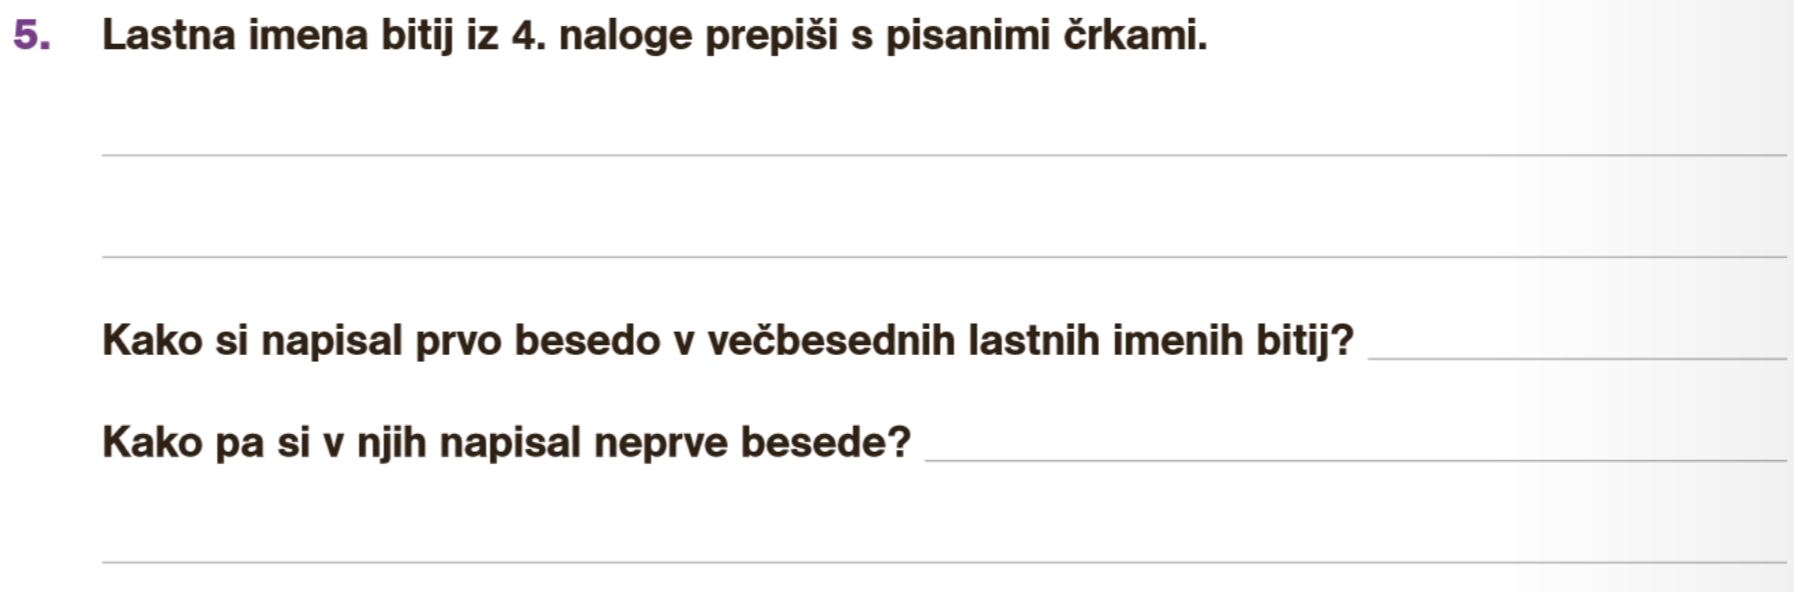 5. Lastna imena bitij iz 4. naloge prepiši s pisanimi črkami.
Kako si napisal prvo besedo v večbesednih lastnih imenih bitij?
Kako pa si v njih napisal neprve besede?